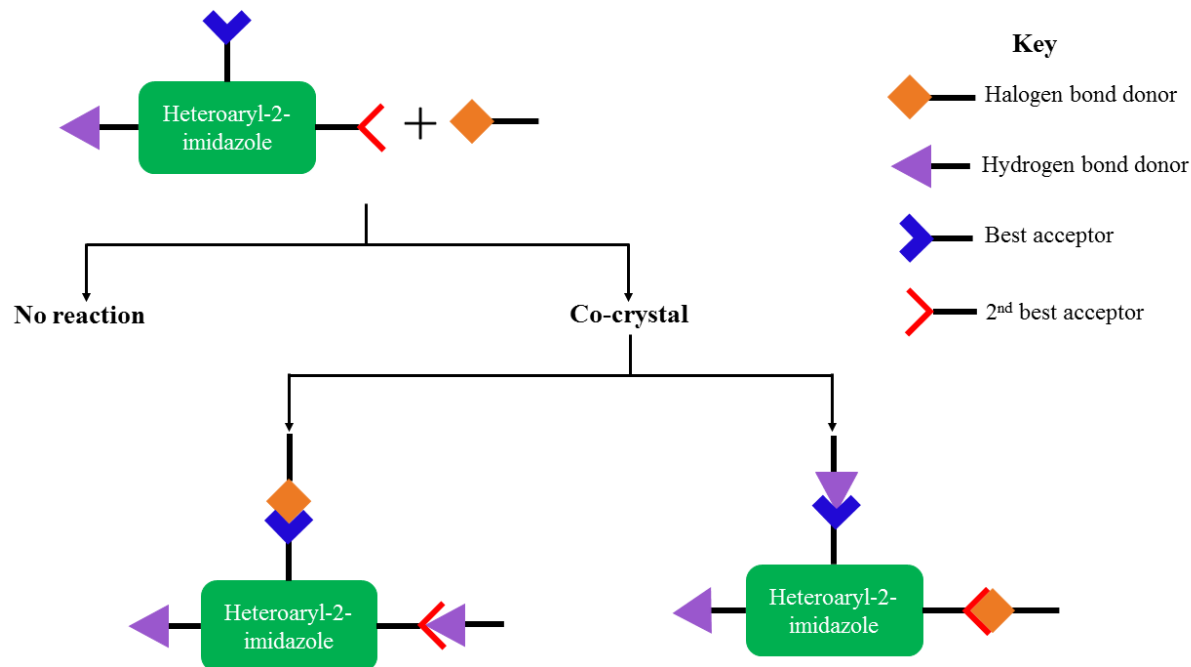 Key
Heteroaryl-2-
imidazole
+
Halogen bond donor
Hydrogen bond donor
Best acceptor
2nd best acceptor
No reaction
Co-crystal
Heteroaryl-2-
imidazole
Heteroaryl-2-
imidazole